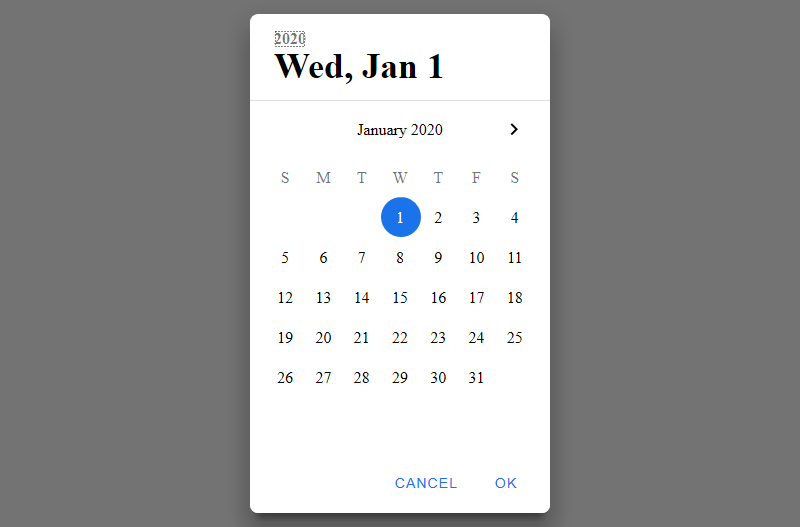 2020
Wed, Jan 1
January 2020
S M T W T F S
1 2 3 4
5 6 7 8 9 10 11
12 13 14 15 16 17 18
19 20 21 22 23 24 25
26 27 28 29 30 31
CANCEL OK